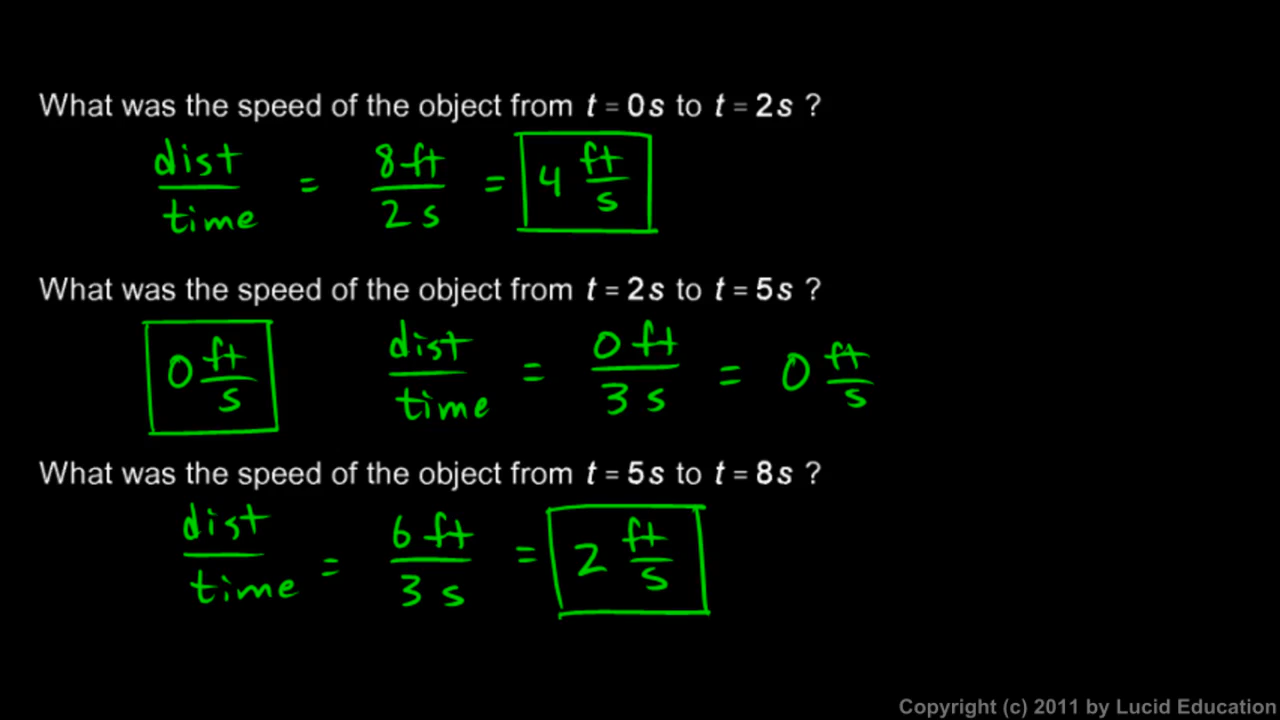 What was the speed of the object from t = 0s to t = 2s ?
dist/time = 8ft/2s = 4 ft/s
What was the speed of the object from t = 2s to t = 5s ?
0 ft/s dist/time = 0 ft/3 s = 0 ft/s
What was the speed of the object from t = 5s to t = 8s ?
dist/time = 6 ft/3 s = 2 ft/s
Copyright (c) 2011 by Lucid Education